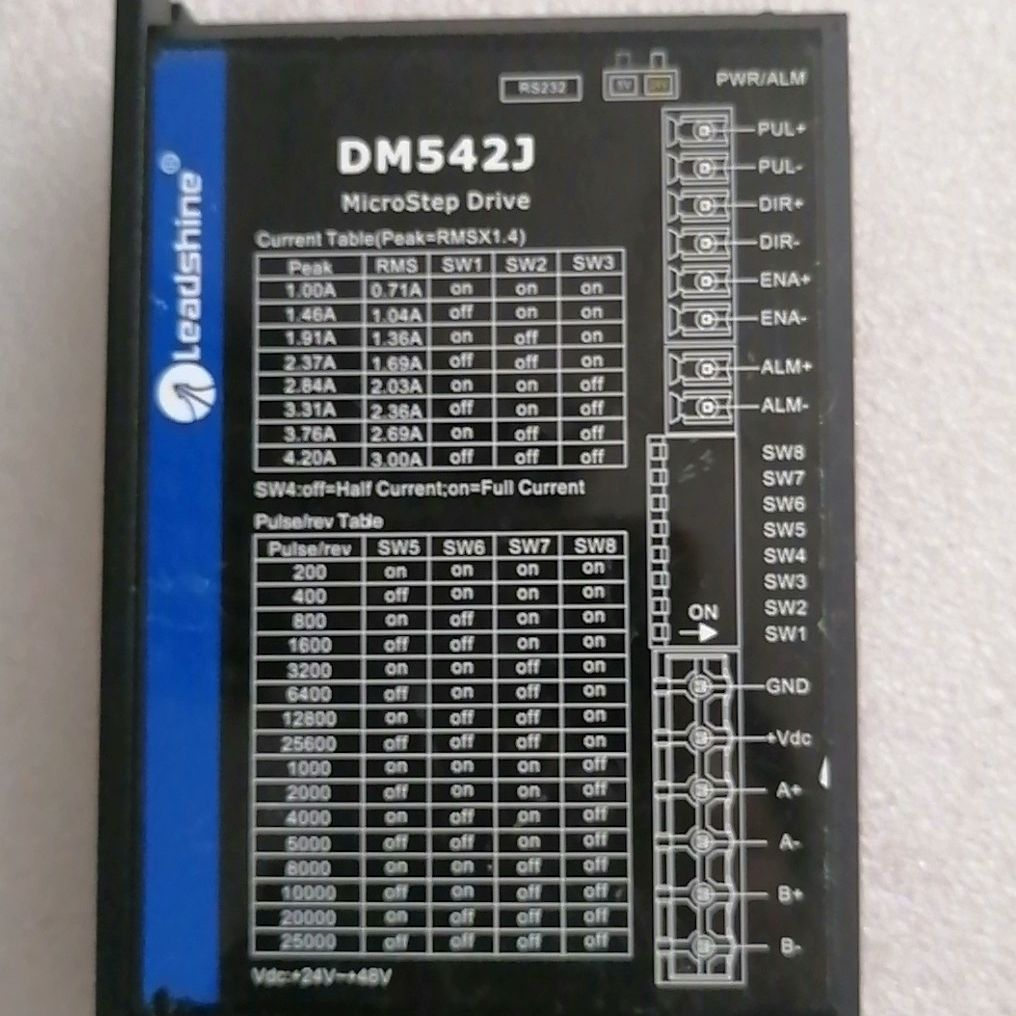 Leadshine®
RS232
5V 24V
PWR/ALM
DM542J
MicroStep Drive
Current Table(Peak=RMSX1.4)
Peak RMS SW1 SW2 SW3
1.00A 0.71A on on on
1.46A 1.04A off on on
1.91A 1.36A on off on
2.37A 1.69A off off on
2.84A 2.03A on on off
3.31A 2.36A off on off
3.76A 2.69A on off off
4.20A 3.00A off off off
SW4:off=Half Current;on=Full Current
Pulse/rev Table
Pulse/rev SW5 SW6 SW7 SW8
200 on on on on
400 off on on on
800 on off on on
1600 off off on on
3200 on on off on
6400 off on off on
12800 on off off on
25600 off off off on
1000 on on on off
2000 off on on off
4000 on off on off
5000 off off on off
8000 on on off off
10000 off on off off
20000 on off off off
25000 off off off off
Vdc:+24V~+48V
PUL+
PUL-
DIR+
DIR-
ENA+
ENA-
ALM+
ALM-
SW8
SW7
SW6
SW5
SW4
SW3
SW2
ON
SW1
GND
+Vdc
A+
A-
B+
B-